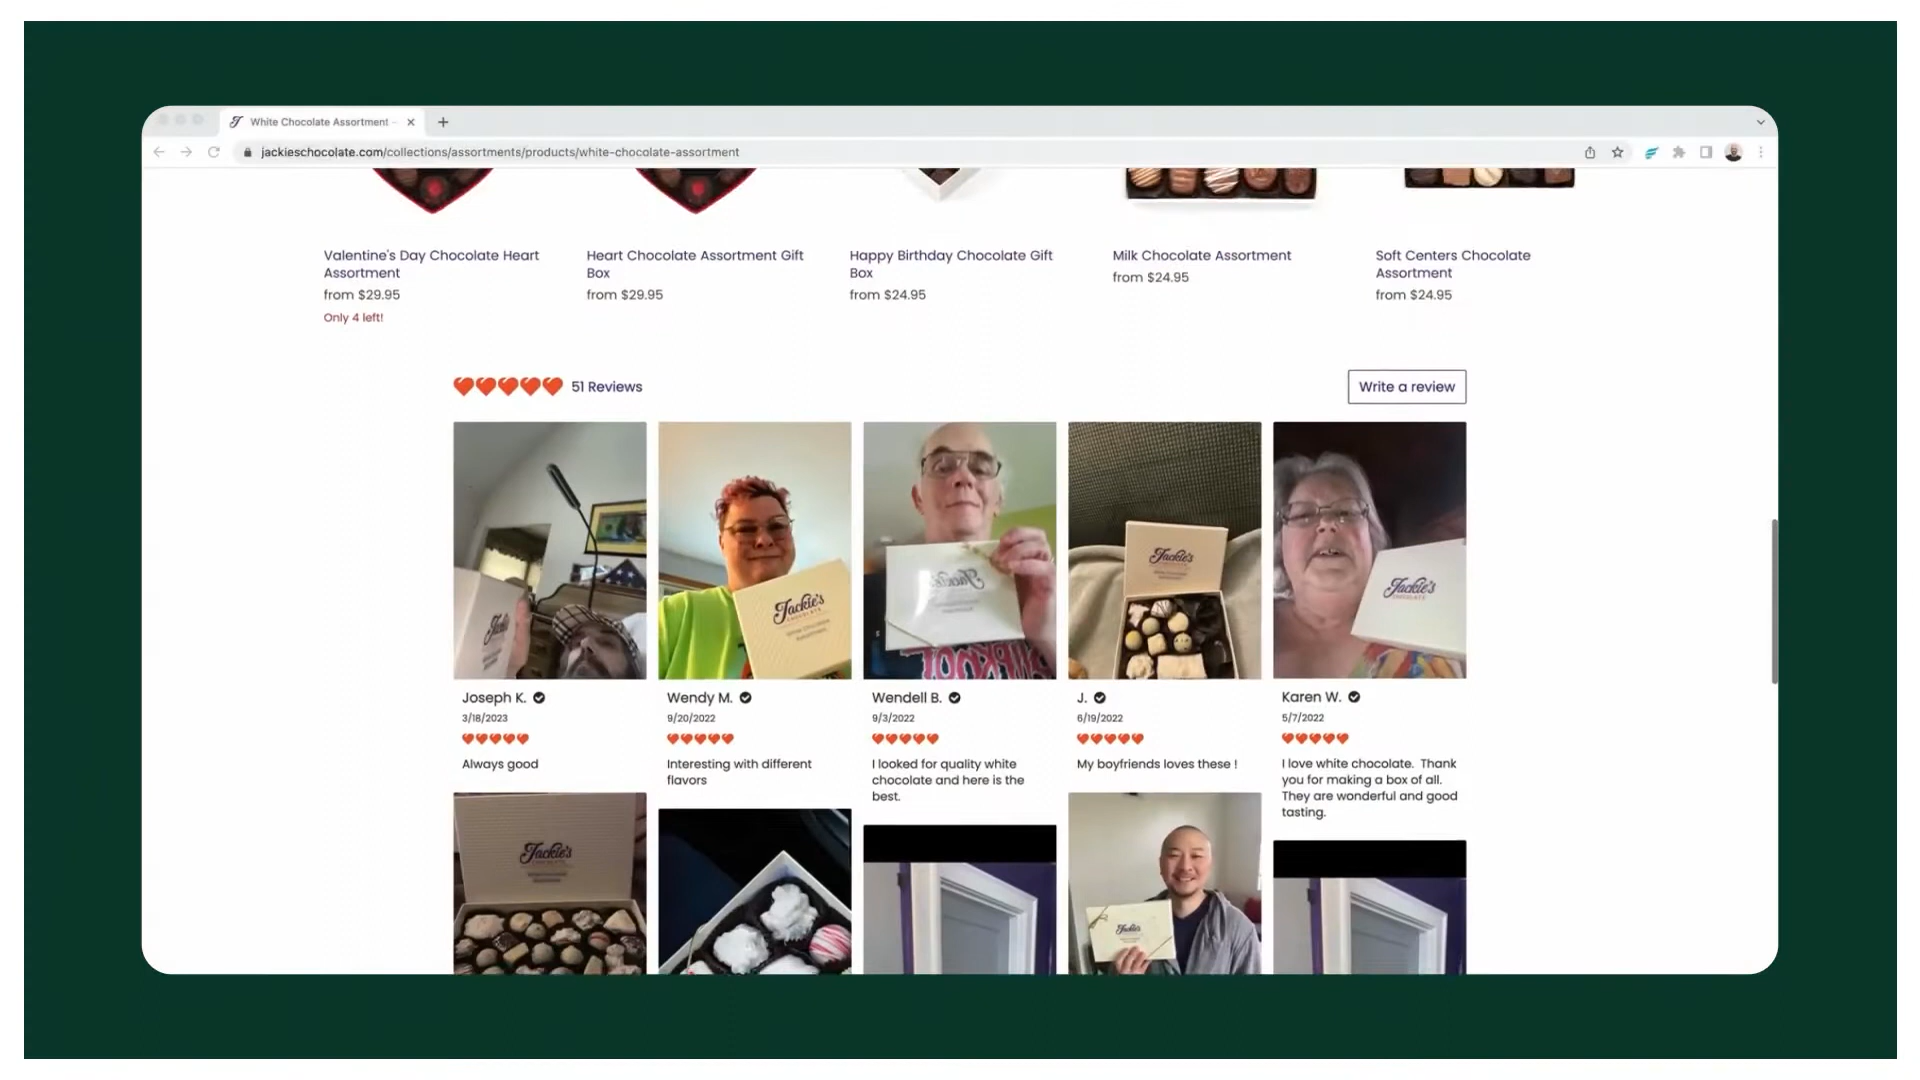 White Chocolate Assortment -
jackieschocolate.com/collections/assortments/products/white-chocolate-assortment
Valentine's Day Chocolate Heart
Assortment
from $29.95
Only 4 left!
Heart Chocolate Assortment Gift
Box
from $29.95
Happy Birthday Chocolate Gift
Box
from $24.95
Milk Chocolate Assortment
from $24.95
Soft Centers Chocolate
Assortment
from $24.95
51 Reviews
Write a review
Jackie's
CHOCOLATE
Jackie's
Jackie's
Jackie's
CHOCOLATE
Joseph K.
3/18/2023
Always good
Wendy M.
9/20/2022
Interesting with different
flavors
Wendell B.
9/3/2022
I looked for quality white
chocolate and here is the
best.
J.
6/19/2022
My boyfriends loves these !
Karen W.
5/7/2022
I love white chocolate. Thank
you for making a box of all.
They are wonderful and good
tasting.
Jackie's
Jackie's